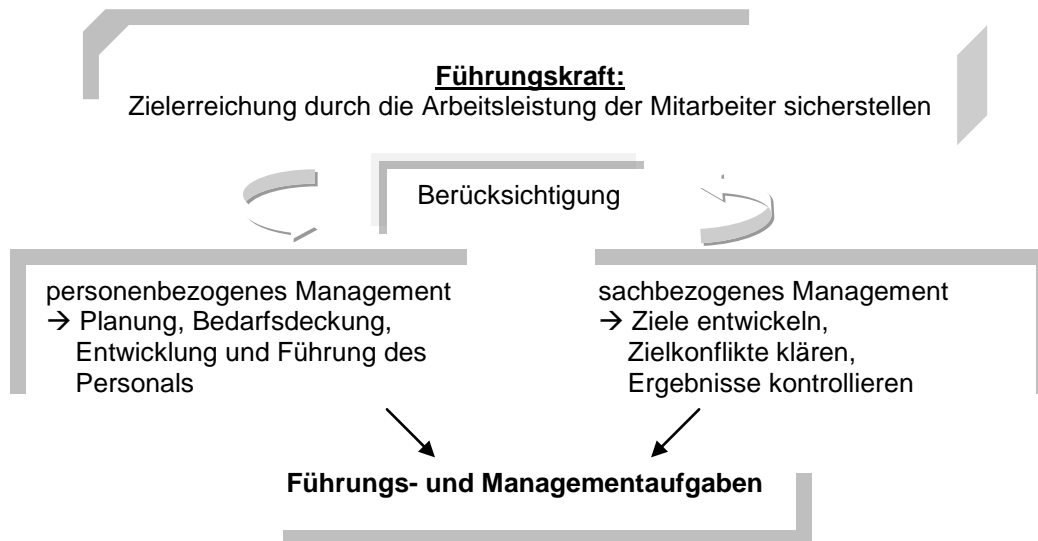 Führungskraft:
Zielerreichung durch die Arbeitsleistung der Mitarbeiter sicherstellen
Berücksichtigung
personenbezogenes Management
→ Planung, Bedarfsdeckung,
Entwicklung und Führung des
Personals
sachbezogenes Management
→ Ziele entwickeln,
Zielkonflikte klären,
Ergebnisse kontrollieren
Führungs- und Managementaufgaben